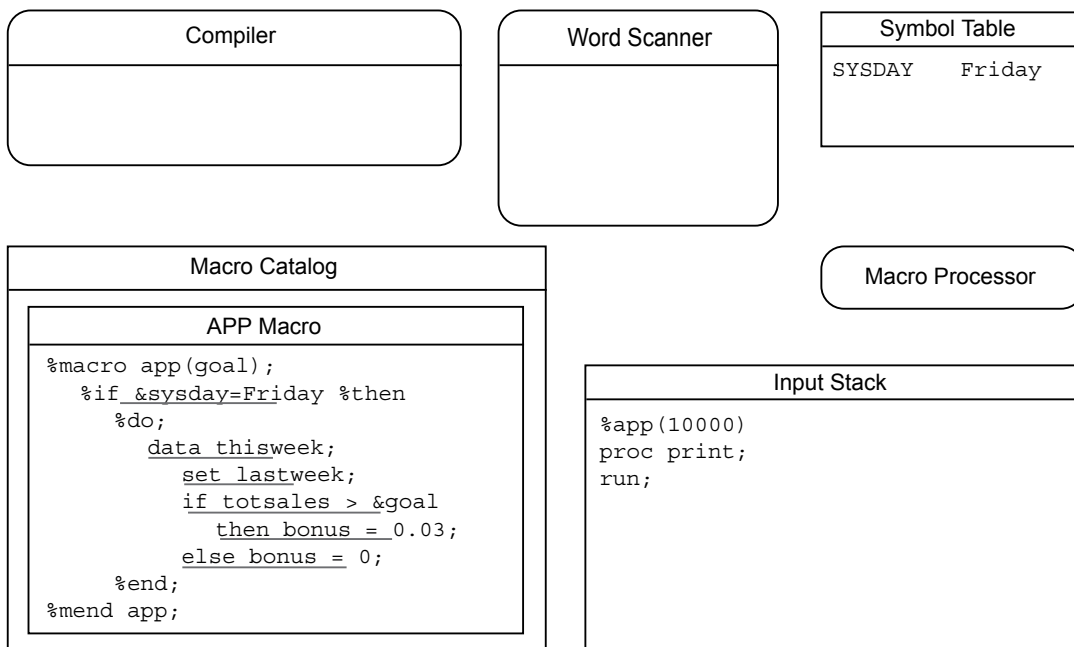 Compiler
Word Scanner
Symbol Table
SYSDAY Friday
Macro Catalog
Macro Processor
APP Macro
%macro app(goal);
%if &sysday=Friday %then
%do;
data thisweek;
set lastweek;
if totsales > &goal
then bonus = 0.03;
else bonus = 0;
%end;
%mend app;
Input Stack
%app(10000)
proc print;
run;